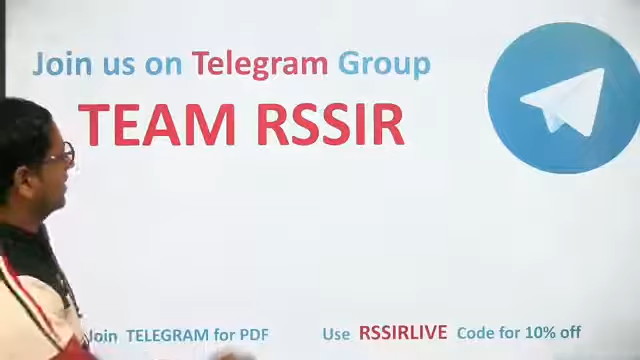 Join us on Telegram Group
TEAM RSSIR
Join TELEGRAM for PDF
Use RSSIRLIVE Code for 10% off